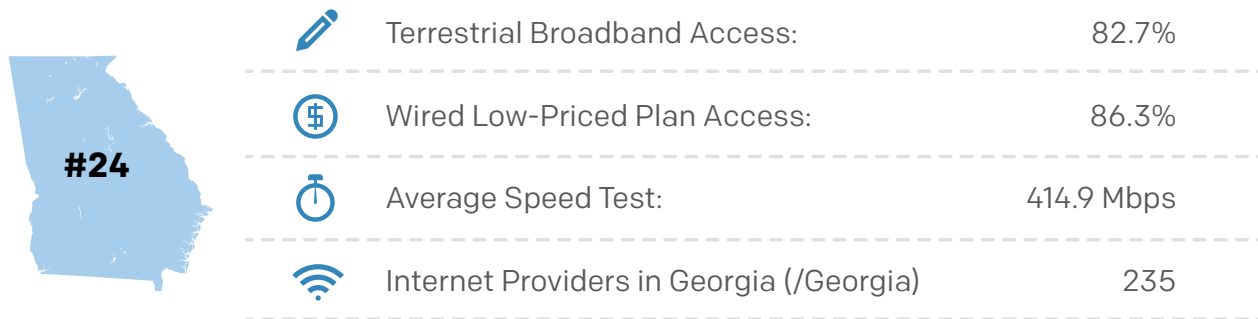 #24
Terrestrial Broadband Access: 82.7%
Wired Low-Priced Plan Access: 86.3%
Average Speed Test: 414.9 Mbps
Internet Providers in Georgia (/Georgia) 235